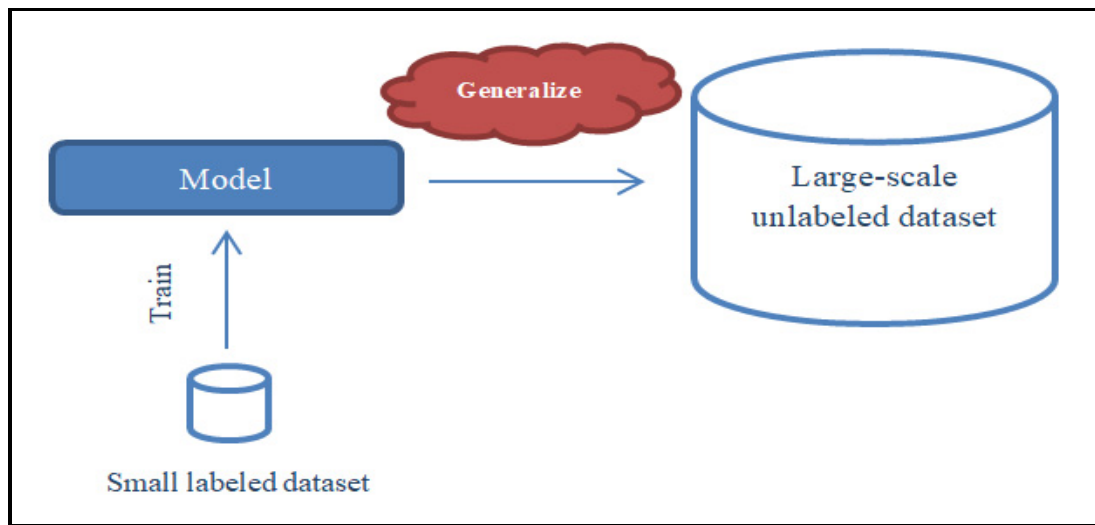 Generalize
Model
Large-scale
unlabeled dataset
Train
Small labeled dataset